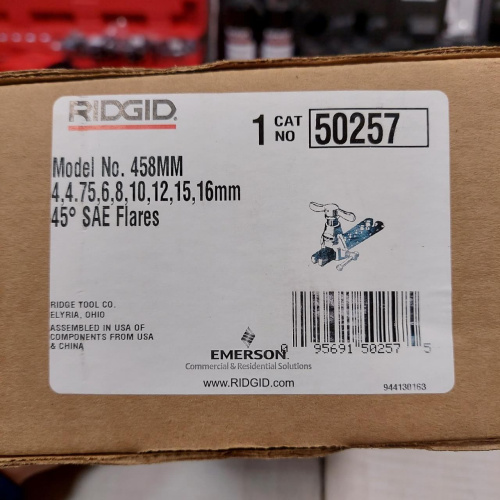 RIDGID.
1 CAT NO 50257
Model No. 458MM
4,4.75,6,8,10,12,15,16mm
45° SAE Flares
RIDGE TOOL CO.
ELYRIA, OHIO
ASSEMBLED IN USA OF
COMPONENTS FROM USA
& CHINA
EMERSON.
Commercial & Residential Solutions
www.RIDGID.com
0 95691 50257 5
944130163